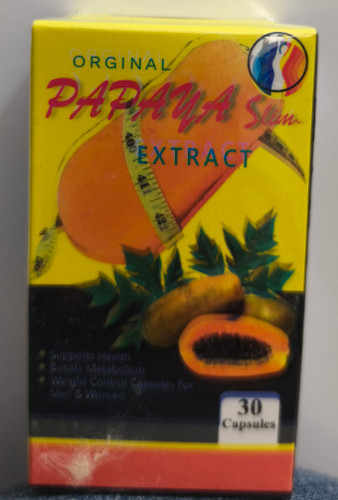 ORGINAL
PAPAYA Slim
EXTRACT
Supports Health
Boosts Metabolism
Weight Control Capsules For
Men & Women
30
Capsules